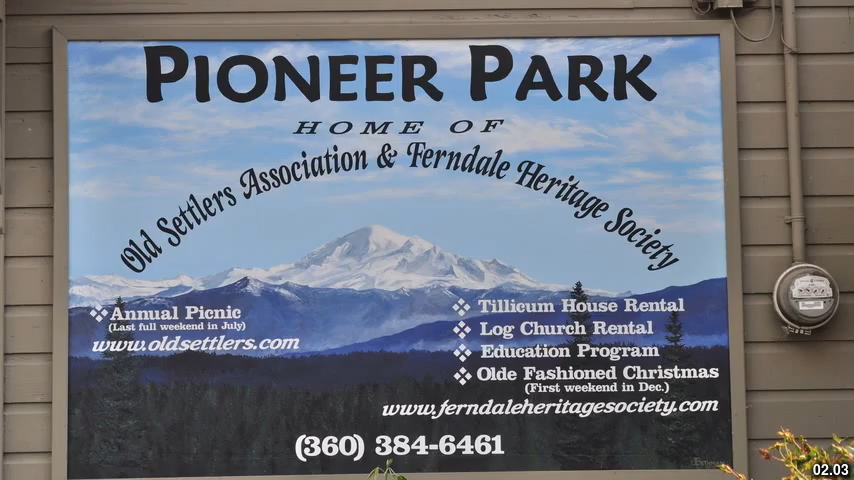 PIONEER PARK
HOME OF
Old Settlers Association & Ferndale Heritage Society
Annual Picnic
(Last full weekend in July)
www.oldsettlers.com
Tillicum House Rental
Log Church Rental
Education Program
Olde Fashioned Christmas
(First weekend in Dec.)
www.ferndaleheritagesociety.com
(360) 384-6461
02.03